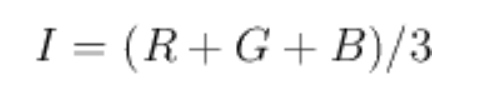 I = (R + G + B)/3